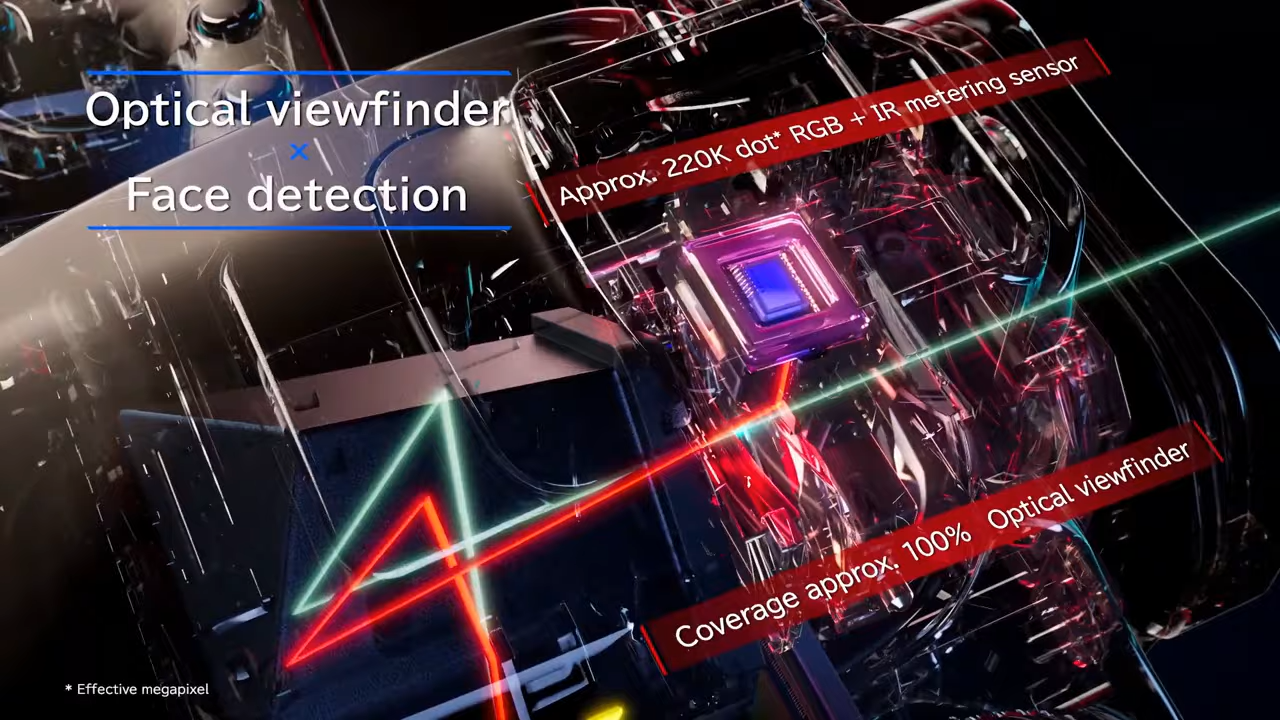 Optical viewfinder
×
Face detection
Approx. 220K dot* RGB + IR metering sensor
Coverage approx. 100% Optical viewfinder
* Effective megapixel